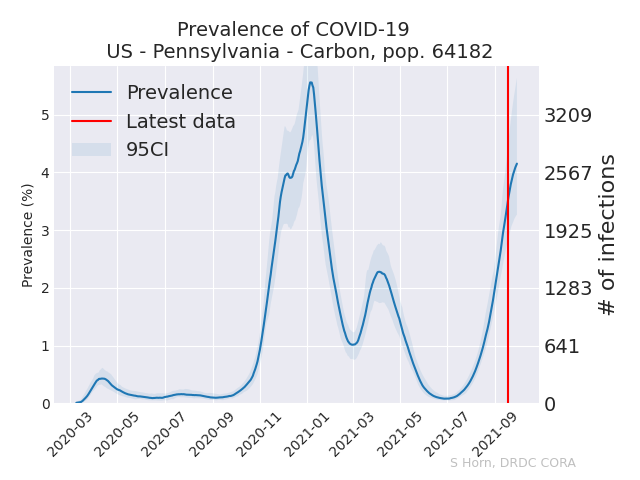 Prevalence of COVID-19
US - Pennsylvania - Carbon, pop. 64182
Prevalence
Latest data
95CI
Prevalence (%)
5
4
3
2
1
0
3209
2567
1925
1283
641
0
# of infections
2020-03
2020-05
2020-07
2020-09
2020-11
2021-01
2021-03
2021-05
2021-07
2021-09
S Horn, DRDC CORA